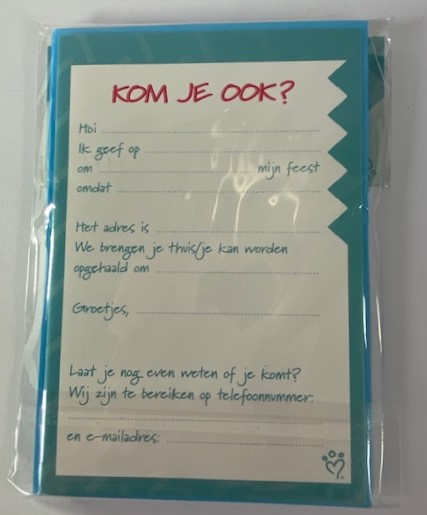 KOM JE OOK?
Hoi
Ik geef op
om mijn feest
omdat
Het adres is
We brengen je thuis/je kan worden
opgehaald om
Groetjes,
Laat je nog even weten of je komt?
Wij zijn te bereiken op telefoonnummer:
en e-mailadres: